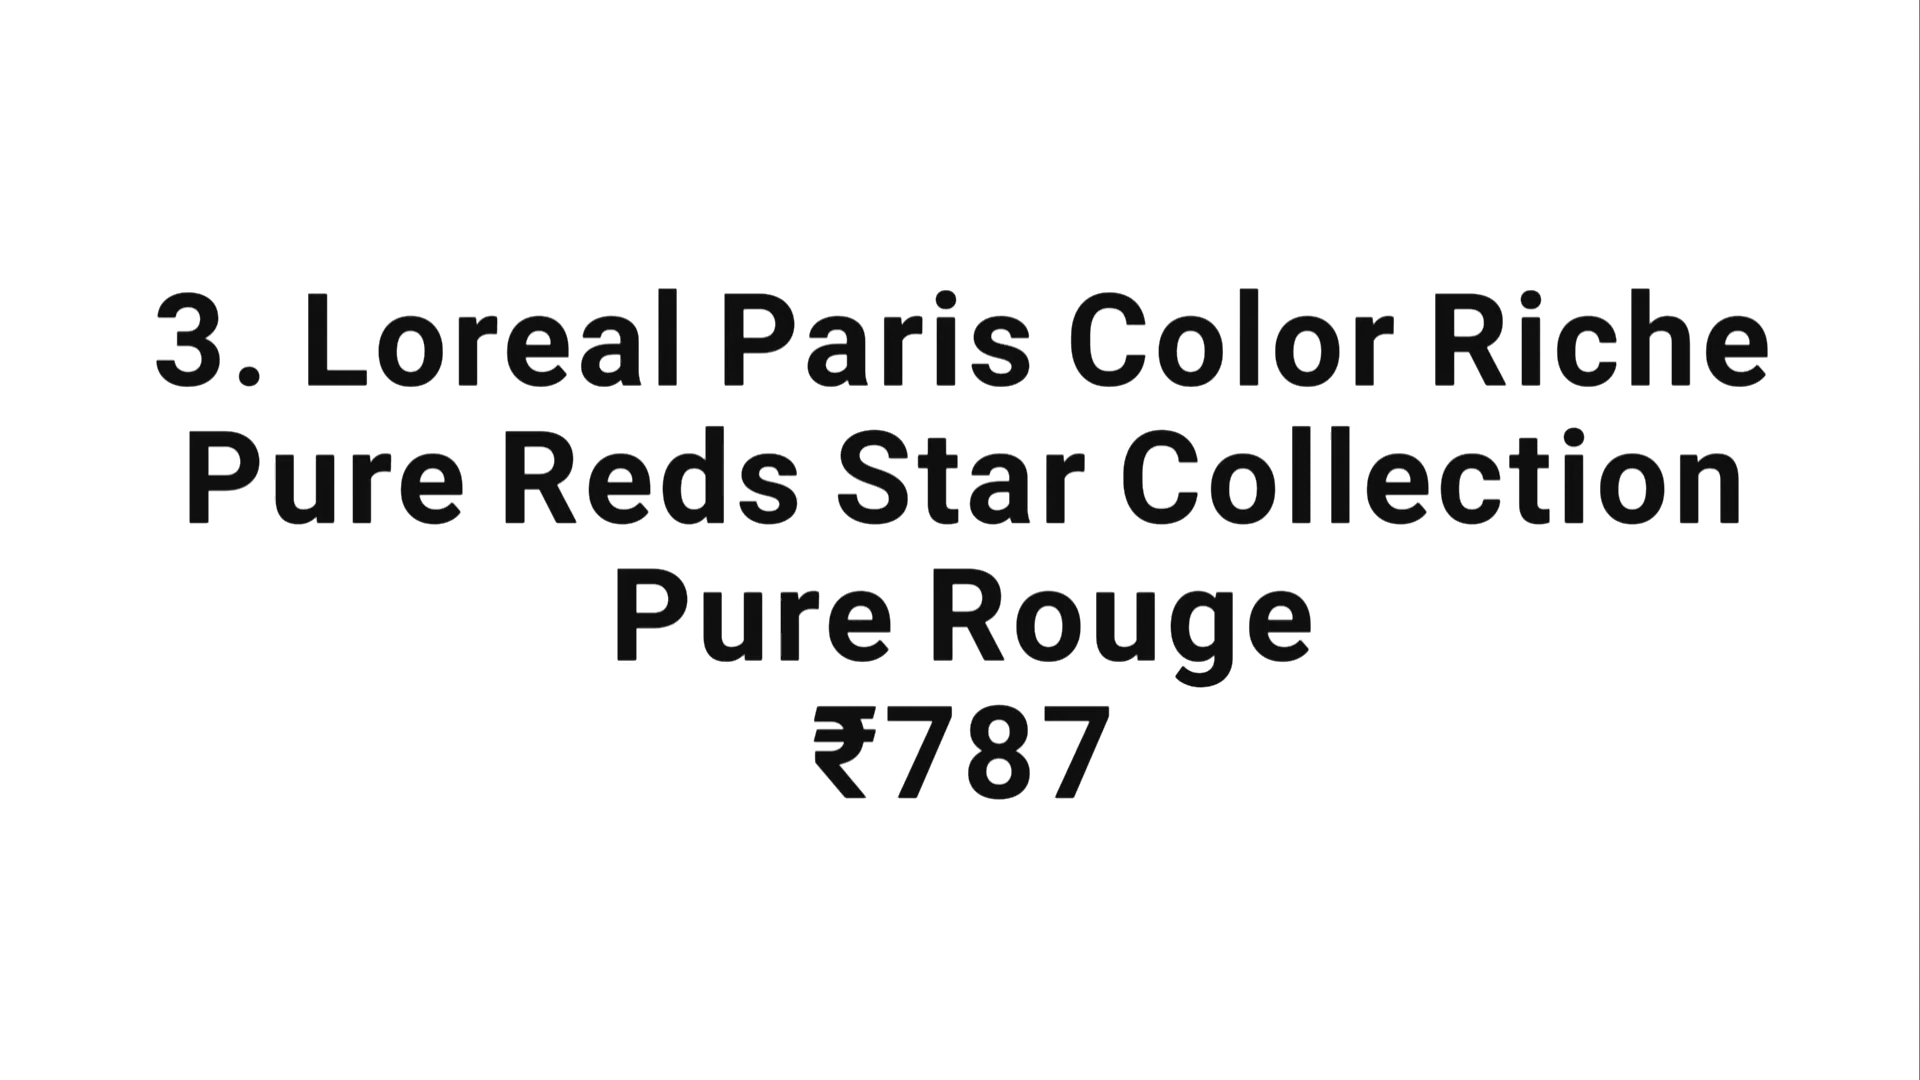 3. Loreal Paris Color Riche
Pure Reds Star Collection
Pure Rouge
₹787